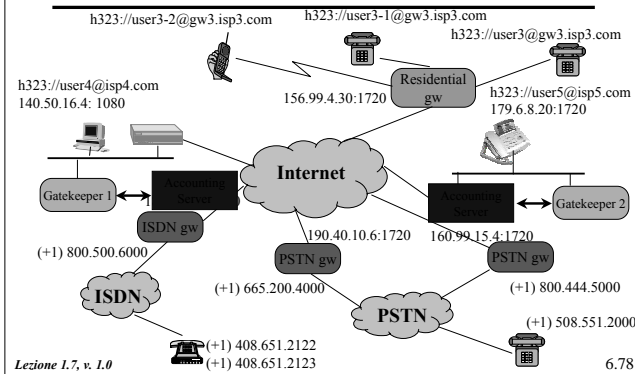 h323://user3-2@gw3.isp3.com
h323://user3-1@gw3.isp3.com
h323://user3@gw3.isp3.com
h323://user4@isp4.com
140.50.16.4: 1080
156.99.4.30:1720
Residential
gw
h323://user5@isp5.com
179.6.8.20:1720
Internet
Gatekeeper 1
Accounting
Server
Accounting
Server
Gatekeeper 2
ISDN gw
190.40.10.6:1720
160.99.15.4:1720
(+1) 800.500.6000
PSTN gw
PSTN gw
(+1) 665.200.4000
(+1) 800.444.5000
ISDN
PSTN
(+1) 508.551.2000
(+1) 408.651.2122
(+1) 408.651.2123
Lezione 1.7, v. 1.0
6.78